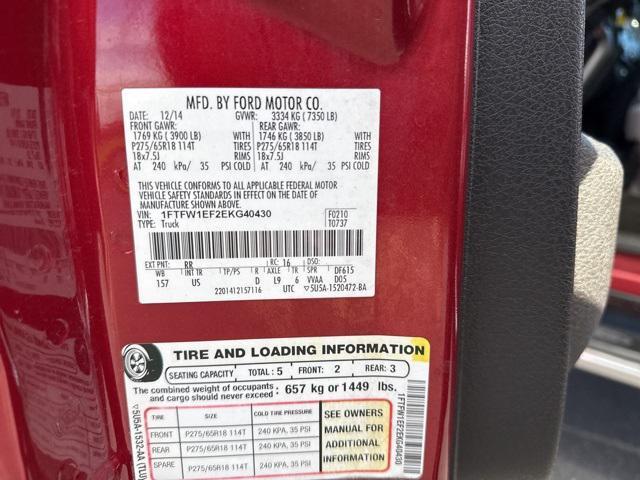 MFD. BY FORD MOTOR CO.
12/14 GVWR: 3334 KG ( 7350 LB)
FRONT GAWR: REAR GAWR:
1769 KG ( 3900 LB) WITH 1746 KG ( 3850 LB) WITH
P275/65R18 114T TIRES P275/65R18 114T TIRES
18x7.5J RIMS 18x7.5J RIMS
AT 240 kPa/ 35 PSI COLD AT 240 kPa/ 35 PSI COLD
THIS VEHICLE CONFORMS TO ALL APPLICABLE FEDERAL MOTOR
VEHICLE SAFETY STANDARDS IN EFFECT ON THE DATE OF
MANUFACTURE SHOWN ABOVE.
VIN: 1FTFW1EF2EKG40430 F0210
TYPE: Truck T0737
EXT PNT: RR RC: 16 DSO:
WB INT TR TP/PS R AXLE TR SPR DF615
157 US D L9 6 VVAA D05
2201412157116 UTC ▽5U5A-1520472-BA
TIRE AND LOADING INFORMATION
SEATING CAPACITY TOTAL: 5 FRONT: 2 REAR: 3
The combined weight of occupants and cargo should never exceed: 657 kg or 1449 lbs.
TIRE SIZE COLD TIRE PRESSURE
FRONT P275/65R18 114T 240 KPA, 35 PSI
REAR P275/65R18 114T 240 KPA, 35 PSI
SPARE P275/65R18 114T 240 KPA, 35 PSI
SEE OWNERS
MANUAL FOR
ADDITIONAL
INFORMATION
▽5U5A-1532-AA (TLU)
1FTFW1EF2EKG40430